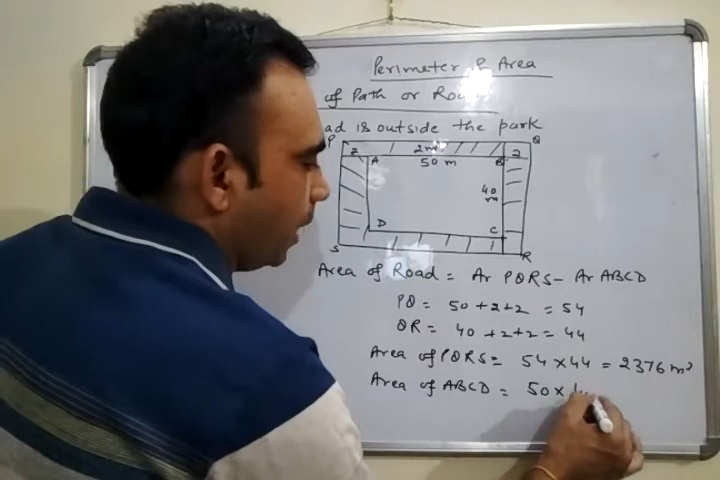 Perimeter & Area
of Path or
ad is outside the park
P Q
2 2m 2
A 50 m B
40
m
D C
S R
Area of Road = Ar PQRS - Ar ABCD
PQ = 50 + 2 + 2 = 54
QR = 40 + 2 + 2 = 44
Area of PQRS = 54 × 44 = 2376 m²
Area of ABCD = 50 ×